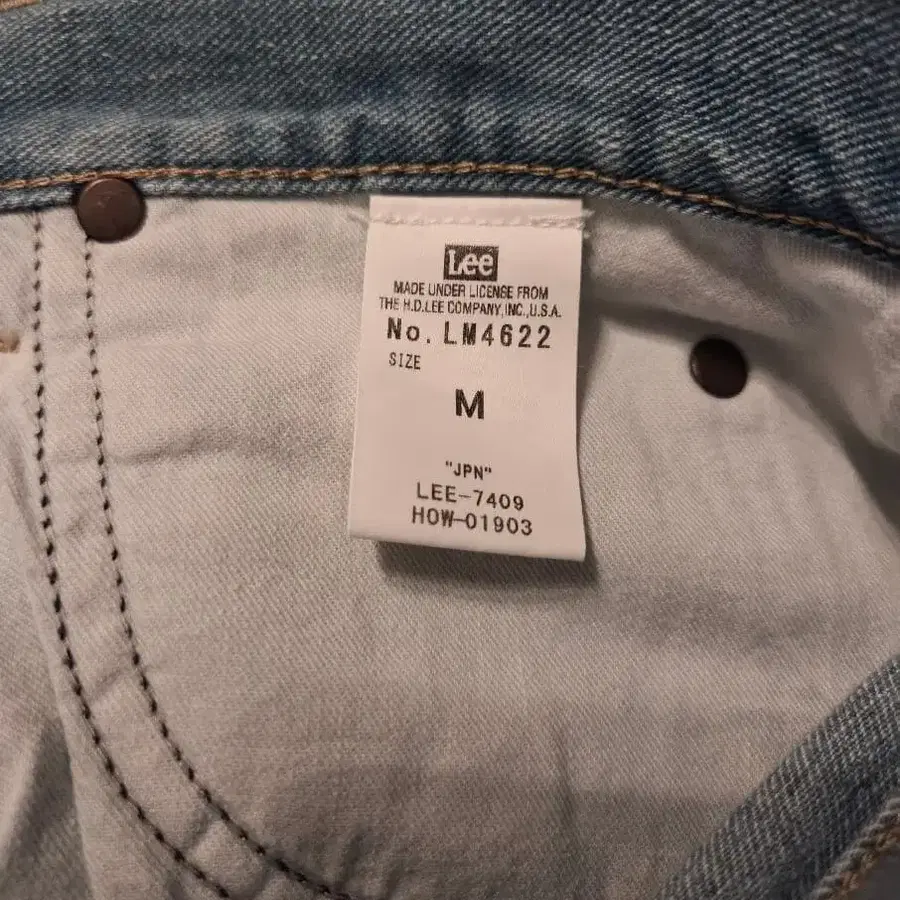 Lee
MADE UNDER LICENSE FROM
THE H.D.LEE COMPANY,INC.,U.S.A.
No. LM4622
SIZE
M
"JPN"
LEE-7409
HOW-01903